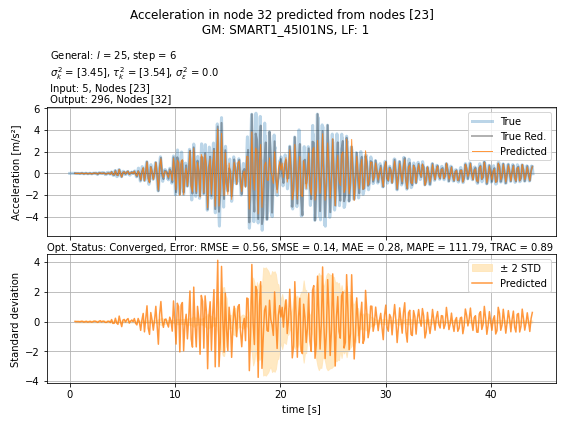 Acceleration in node 32 predicted from nodes [23]
GM: SMART1_45I01NS, LF: 1
General: l = 25, step = 6
σ²ₖ = [3.45], τ²ₖ = [3.54], σ²ₑ = 0.0
Input: 5, Nodes [23]
Output: 296, Nodes [32]
Acceleration [m/s²]
6
4
2
0
−2
−4
True
True Red.
Predicted
Opt. Status: Converged, Error: RMSE = 0.56, SMSE = 0.14, MAE = 0.28, MAPE = 111.79, TRAC = 0.89
Standard deviation
4
2
0
−2
−4
± 2 STD
Predicted
0
10
20
30
40
time [s]